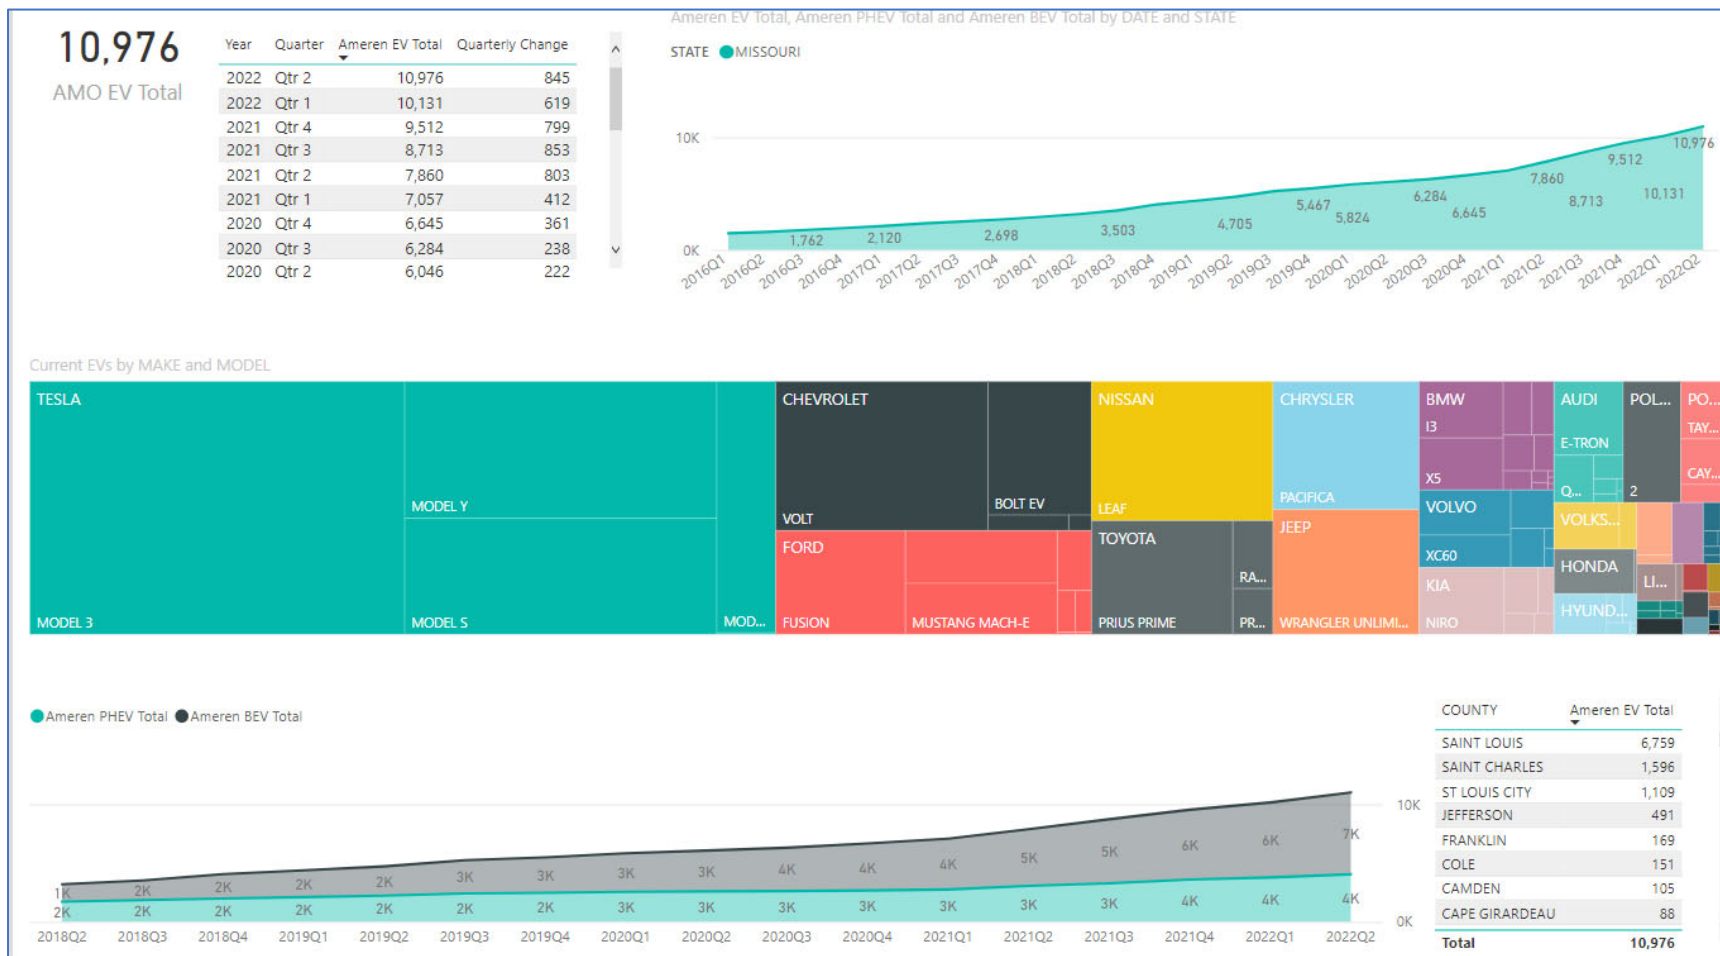 10,976
AMO EV Total
Year Quarter Ameren EV Total Quarterly Change
2022 Qtr 2 10,976 845
2022 Qtr 1 10,131 619
2021 Qtr 4 9,512 799
2021 Qtr 3 8,713 853
2021 Qtr 2 7,860 803
2021 Qtr 1 7,057 412
2020 Qtr 4 6,645 361
2020 Qtr 3 6,284 238
2020 Qtr 2 6,046 222
Ameren EV Total, Ameren PHEV Total and Ameren BEV Total by DATE and STATE
STATE MISSOURI
10K
0K
1,762 2,120 2,698 3,503 4,705 5,467 5,824 6,284 6,645 7,860 8,713 9,512 10,131 10,976
2016Q1 2016Q2 2016Q3 2016Q4 2017Q1 2017Q2 2017Q3 2017Q4 2018Q1 2018Q2 2018Q3 2018Q4 2019Q1 2019Q2 2019Q3 2019Q4 2020Q1 2020Q2 2020Q3 2020Q4 2021Q1 2021Q2 2021Q3 2021Q4 2022Q1 2022Q2
Current EVs by MAKE and MODEL
TESLA
MODEL 3
MODEL Y
MODEL S
MOD...
CHEVROLET
VOLT
BOLT EV
FORD
FUSION
MUSTANG MACH-E
NISSAN
LEAF
TOYOTA
PRIUS PRIME
RA...
PR...
CHRYSLER
PACIFICA
JEEP
WRANGLER UNLIMI...
BMW
I3
X5
VOLVO
XC60
KIA
NIRO
AUDI
E-TRON
Q...
POL...
2
PO...
TAY...
CAY...
VOLKS...
HONDA
LI...
HYUND...
Ameren PHEV Total Ameren BEV Total
10K
0K
1K 2K 2K 2K 2K 3K 3K 3K 3K 4K 4K 4K 5K 5K 6K 6K 7K
2K 2K 2K 2K 2K 2K 2K 3K 3K 3K 3K 3K 3K 3K 4K 4K 4K
2018Q2 2018Q3 2018Q4 2019Q1 2019Q2 2019Q3 2019Q4 2020Q1 2020Q2 2020Q3 2020Q4 2021Q1 2021Q2 2021Q3 2021Q4 2022Q1 2022Q2
COUNTY Ameren EV Total
SAINT LOUIS 6,759
SAINT CHARLES 1,596
ST LOUIS CITY 1,109
JEFFERSON 491
FRANKLIN 169
COLE 151
CAMDEN 105
CAPE GIRARDEAU 88
Total 10,976